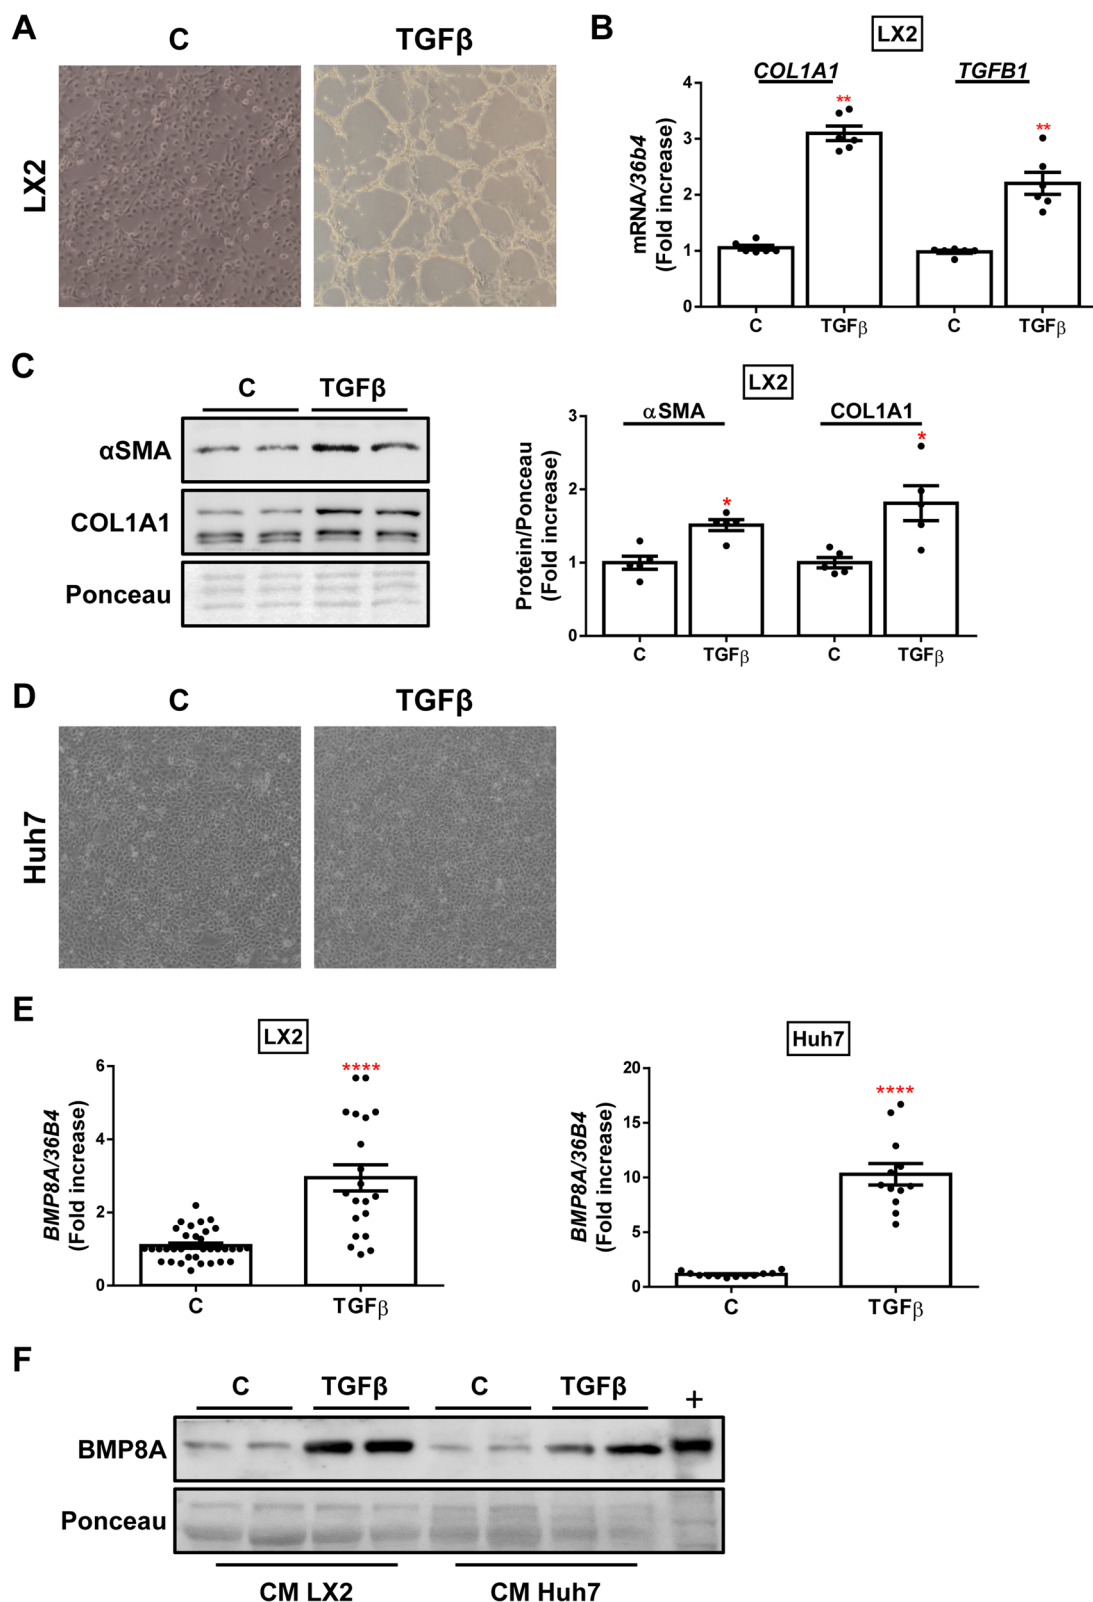 A
C
TGFβ
LX2
B
LX2
COL1A1
TGFB1
mRNA/36b4
(Fold increase)
4
3
2
1
0
**
**
C
TGFβ
C
TGFβ
C
C
TGFβ
αSMA
COL1A1
Ponceau
LX2
αSMA
COL1A1
Protein/Ponceau
(Fold increase)
3
2
1
0
*
*
C
TGFβ
C
TGFβ
D
C
TGFβ
Huh7
E
LX2
BMP8A/36B4
(Fold increase)
6
4
2
0
****
C
TGFβ
Huh7
BMP8A/36B4
(Fold increase)
20
15
10
5
0
****
C
TGFβ
F
C
TGFβ
C
TGFβ
+
BMP8A
Ponceau
CM LX2
CM Huh7